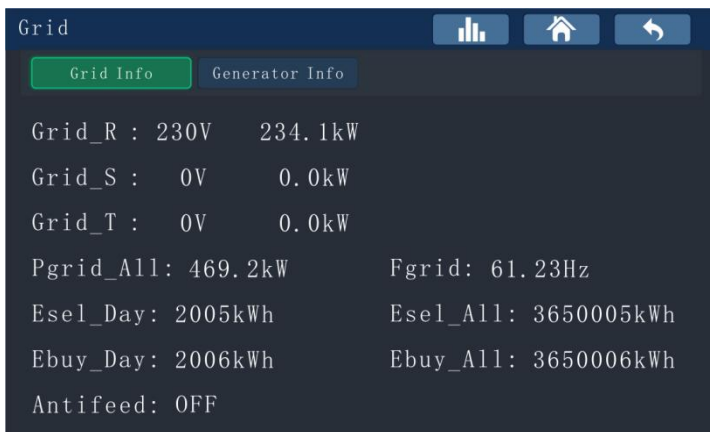 Grid
Grid Info Generator Info
Grid_R : 230V 234.1kW
Grid_S : 0V 0.0kW
Grid_T : 0V 0.0kW
Pgrid_All: 469.2kW Fgrid: 61.23Hz
Esel_Day: 2005kWh Esel_All: 3650005kWh
Ebuy_Day: 2006kWh Ebuy_All: 3650006kWh
Antifeed: OFF